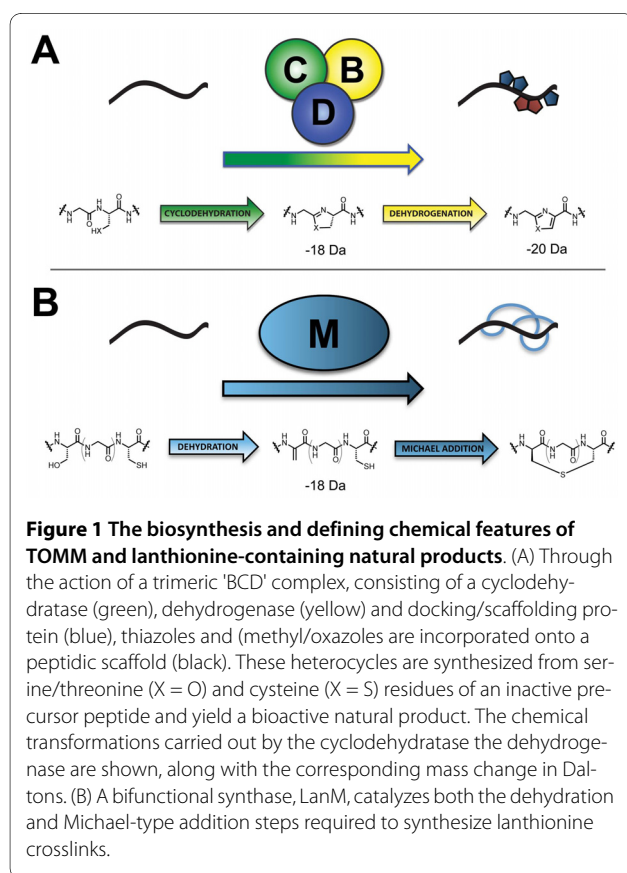 A
C
B
D
N
H
O
HX
H
N
O
N
H
CYCLODEHYDRATION
N
H
N
X
O
N
H
DEHYDROGENATION
N
H
N
X
O
N
H
-18 Da
-20 Da
B
M
H
N
O
HO
N
H
O
H
N
O
SH
DEHYDRATION
H
N
O
N
H
O
H
N
O
SH
MICHAEL ADDITION
H
N
O
N
H
O
H
N
O
S
-18 Da
Figure 1 The biosynthesis and defining chemical features of
TOMM and lanthionine-containing natural products. (A) Through
the action of a trimeric 'BCD' complex, consisting of a cyclodehy-
dratase (green), dehydrogenase (yellow) and docking/scaffolding pro-
tein (blue), thiazoles and (methyl/oxazoles are incorporated onto a
peptidic scaffold (black). These heterocycles are synthesized from ser-
ine/threonine (X = O) and cysteine (X = S) residues of an inactive pre-
cursor peptide and yield a bioactive natural product. The chemical
transformations carried out by the cyclodehydratase the dehydroge-
nase are shown, along with the corresponding mass change in Dal-
tons. (B) A bifunctional synthase, LanM, catalyzes both the dehydration
and Michael-type addition steps required to synthesize lanthionine
crosslinks.